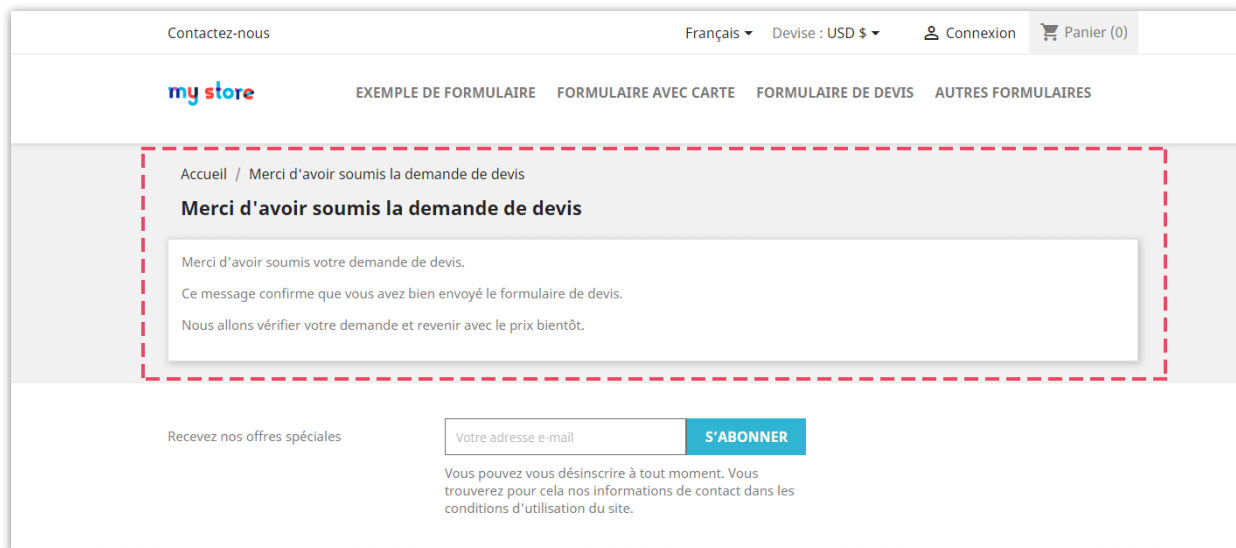 Contactez-nous
Français
Devise : USD $
Connexion
Panier (0)
my store
EXEMPLE DE FORMULAIRE
FORMULAIRE AVEC CARTE
FORMULAIRE DE DEVIS
AUTRES FORMULAIRES
Accueil / Merci d'avoir soumis la demande de devis
Merci d'avoir soumis la demande de devis
Merci d'avoir soumis votre demande de devis.
Ce message confirme que vous avez bien envoyé le formulaire de devis.
Nous allons vérifier votre demande et revenir avec le prix bientôt.
Recevez nos offres spéciales
Votre adresse e-mail
S'ABONNER
Vous pouvez vous désinscrire à tout moment. Vous
trouverez pour cela nos informations de contact dans les
conditions d'utilisation du site.